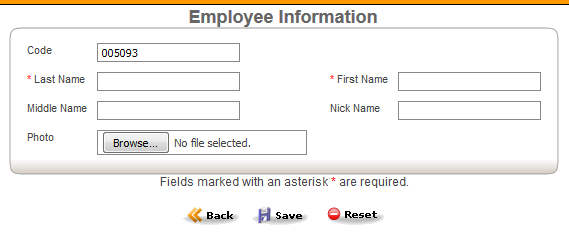 Employee Information
Code 005093
* Last Name * First Name
Middle Name Nick Name
Photo Browse... No file selected.
Fields marked with an asterisk * are required.
Back Save Reset